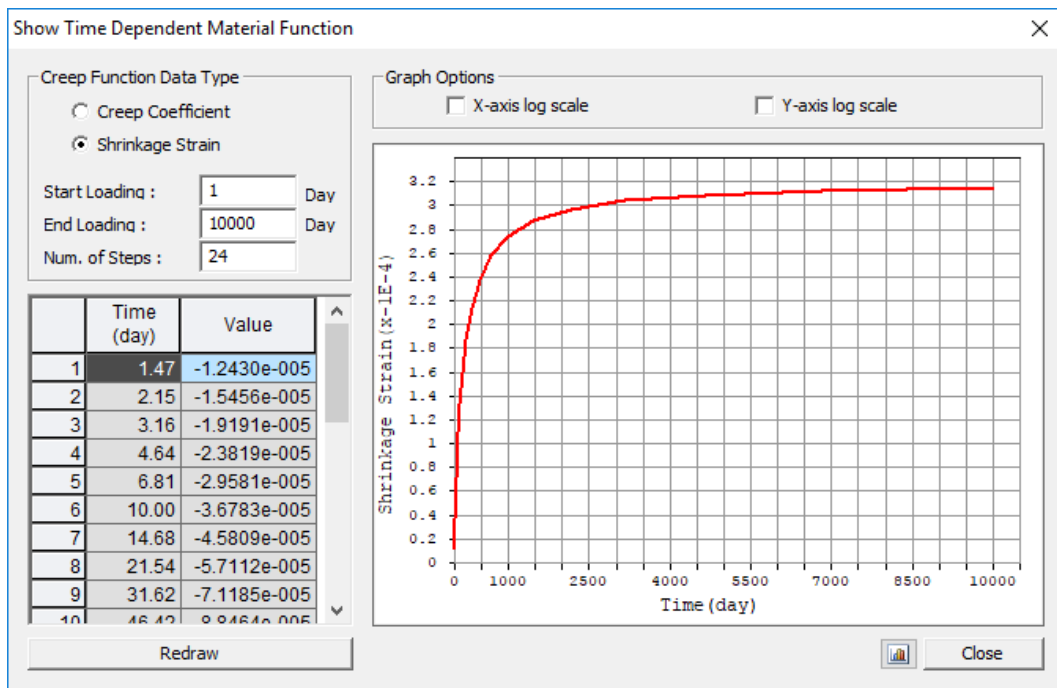 Show Time Dependent Material Function
Creep Function Data Type
Creep Coefficient
Shrinkage Strain
Start Loading : 1 Day
End Loading : 10000 Day
Num. of Steps : 24
Time (day) Value
1 1.47 -1.2430e-005
2 2.15 -1.5456e-005
3 3.16 -1.9191e-005
4 4.64 -2.3819e-005
5 6.81 -2.9581e-005
6 10.00 -3.6783e-005
7 14.68 -4.5809e-005
8 21.54 -5.7112e-005
9 31.62 -7.1185e-005
10 46.42 -8.8464e-005
Redraw
Graph Options
X-axis log scale Y-axis log scale
3.2
3
2.8
2.6
2.4
2.2
2
1.8
1.6
1.4
1.2
1
0.8
0.6
0.4
0.2
0
Shrinkage Strain(x-1E-4)
0 1000 2500 4000 5500 7000 8500 10000
Time(day)
Close